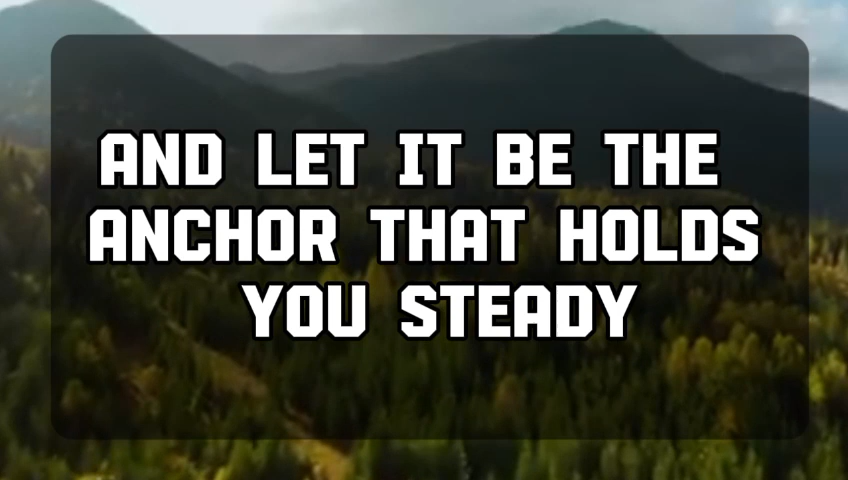 AND LET IT BE THE
ANCHOR THAT HOLDS
YOU STEADY